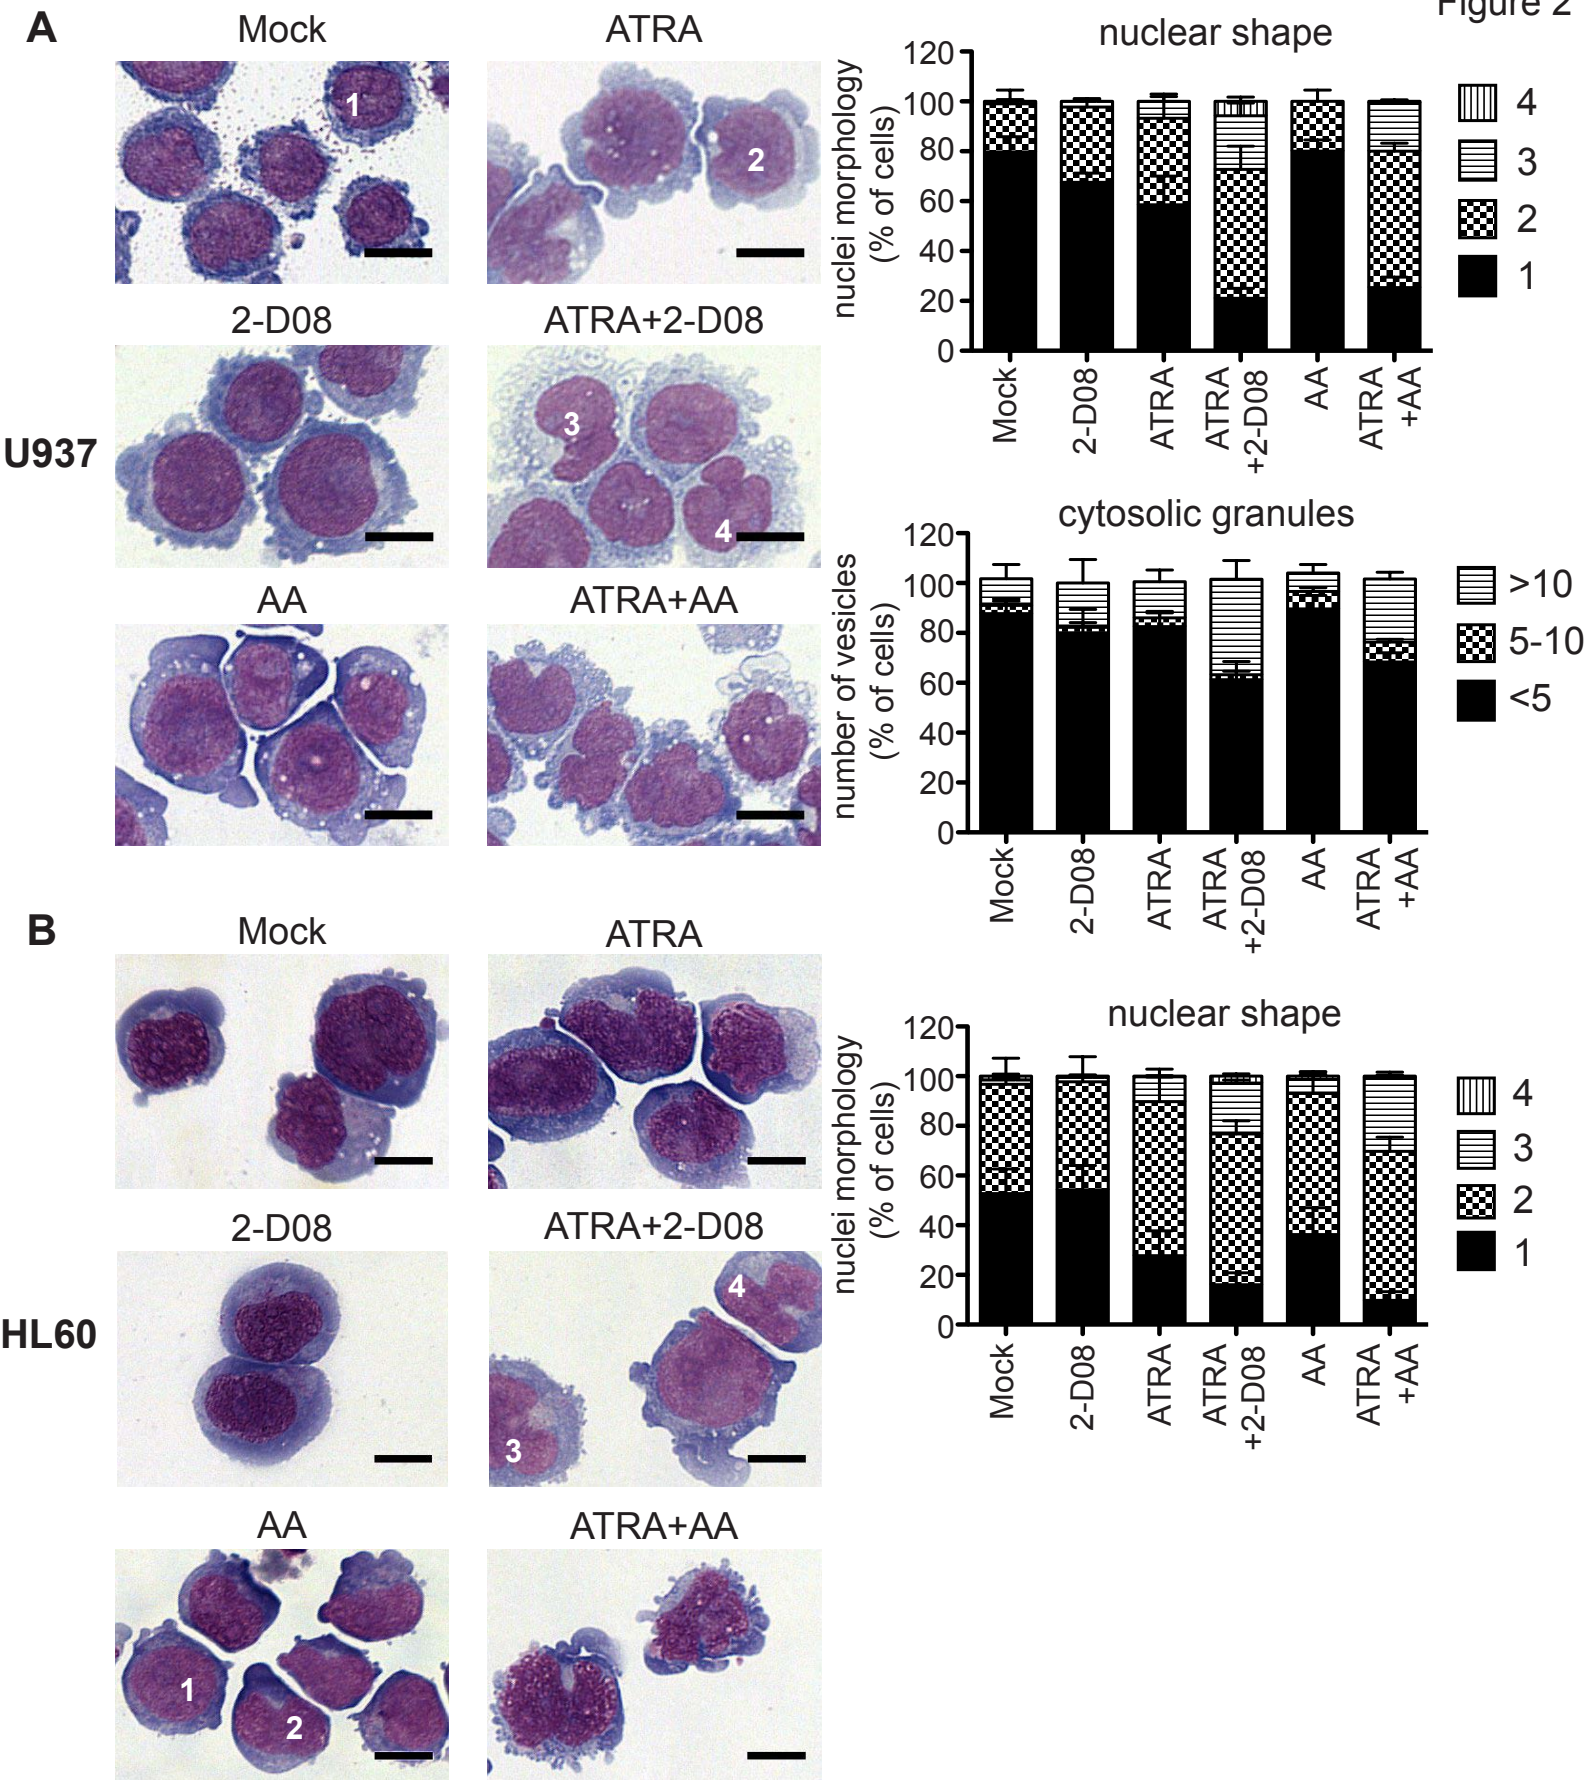 Figure 2
A
Mock
ATRA
1
2
2-D08
ATRA+2-D08
3
4
U937
AA
ATRA+AA
nuclear shape
nuclei morphology
(% of cells)
120
100
80
60
40
20
0
Mock
2-D08
ATRA
ATRA
+2-D08
AA
ATRA
+AA
4
3
2
1
cytosolic granules
number of vesicles
(% of cells)
120
100
80
60
40
20
0
Mock
2-D08
ATRA
ATRA
+2-D08
AA
ATRA
+AA
>10
5-10
<5
B
Mock
ATRA
2-D08
ATRA+2-D08
4
3
HL60
AA
ATRA+AA
1
2
nuclear shape
nuclei morphology
(% of cells)
120
100
80
60
40
20
0
Mock
2-D08
ATRA
ATRA
+2-D08
AA
ATRA
+AA
4
3
2
1